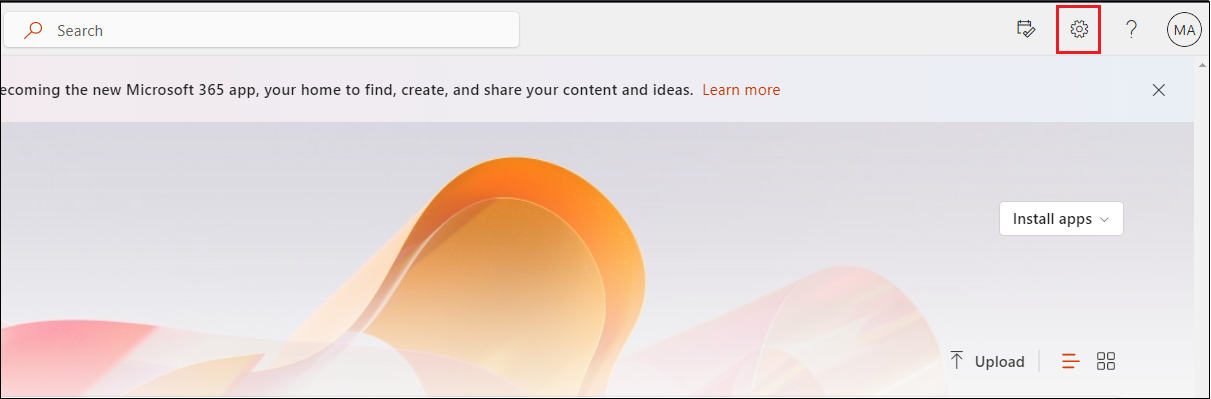 Search
?
MA
ecoming the new Microsoft 365 app, your home to find, create, and share your content and ideas. Learn more
Install apps
Upload